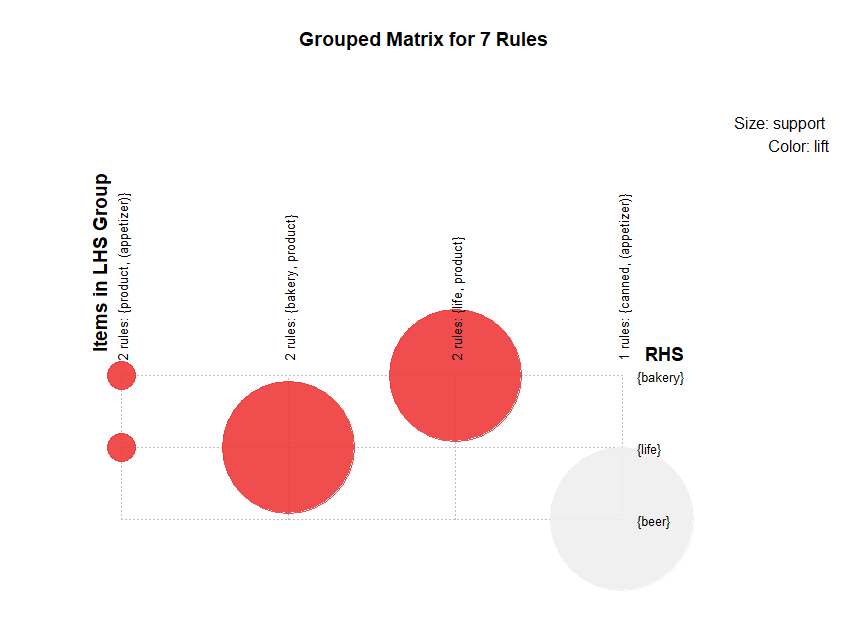 Grouped Matrix for 7 Rules
Size: support
Color: lift
Items in LHS Group
2 rules: {product, (appetizer)}
2 rules: {bakery, product}
2 rules: {life, product}
1 rules: {canned, (appetizer)}
RHS
{bakery}
{life}
{beer}